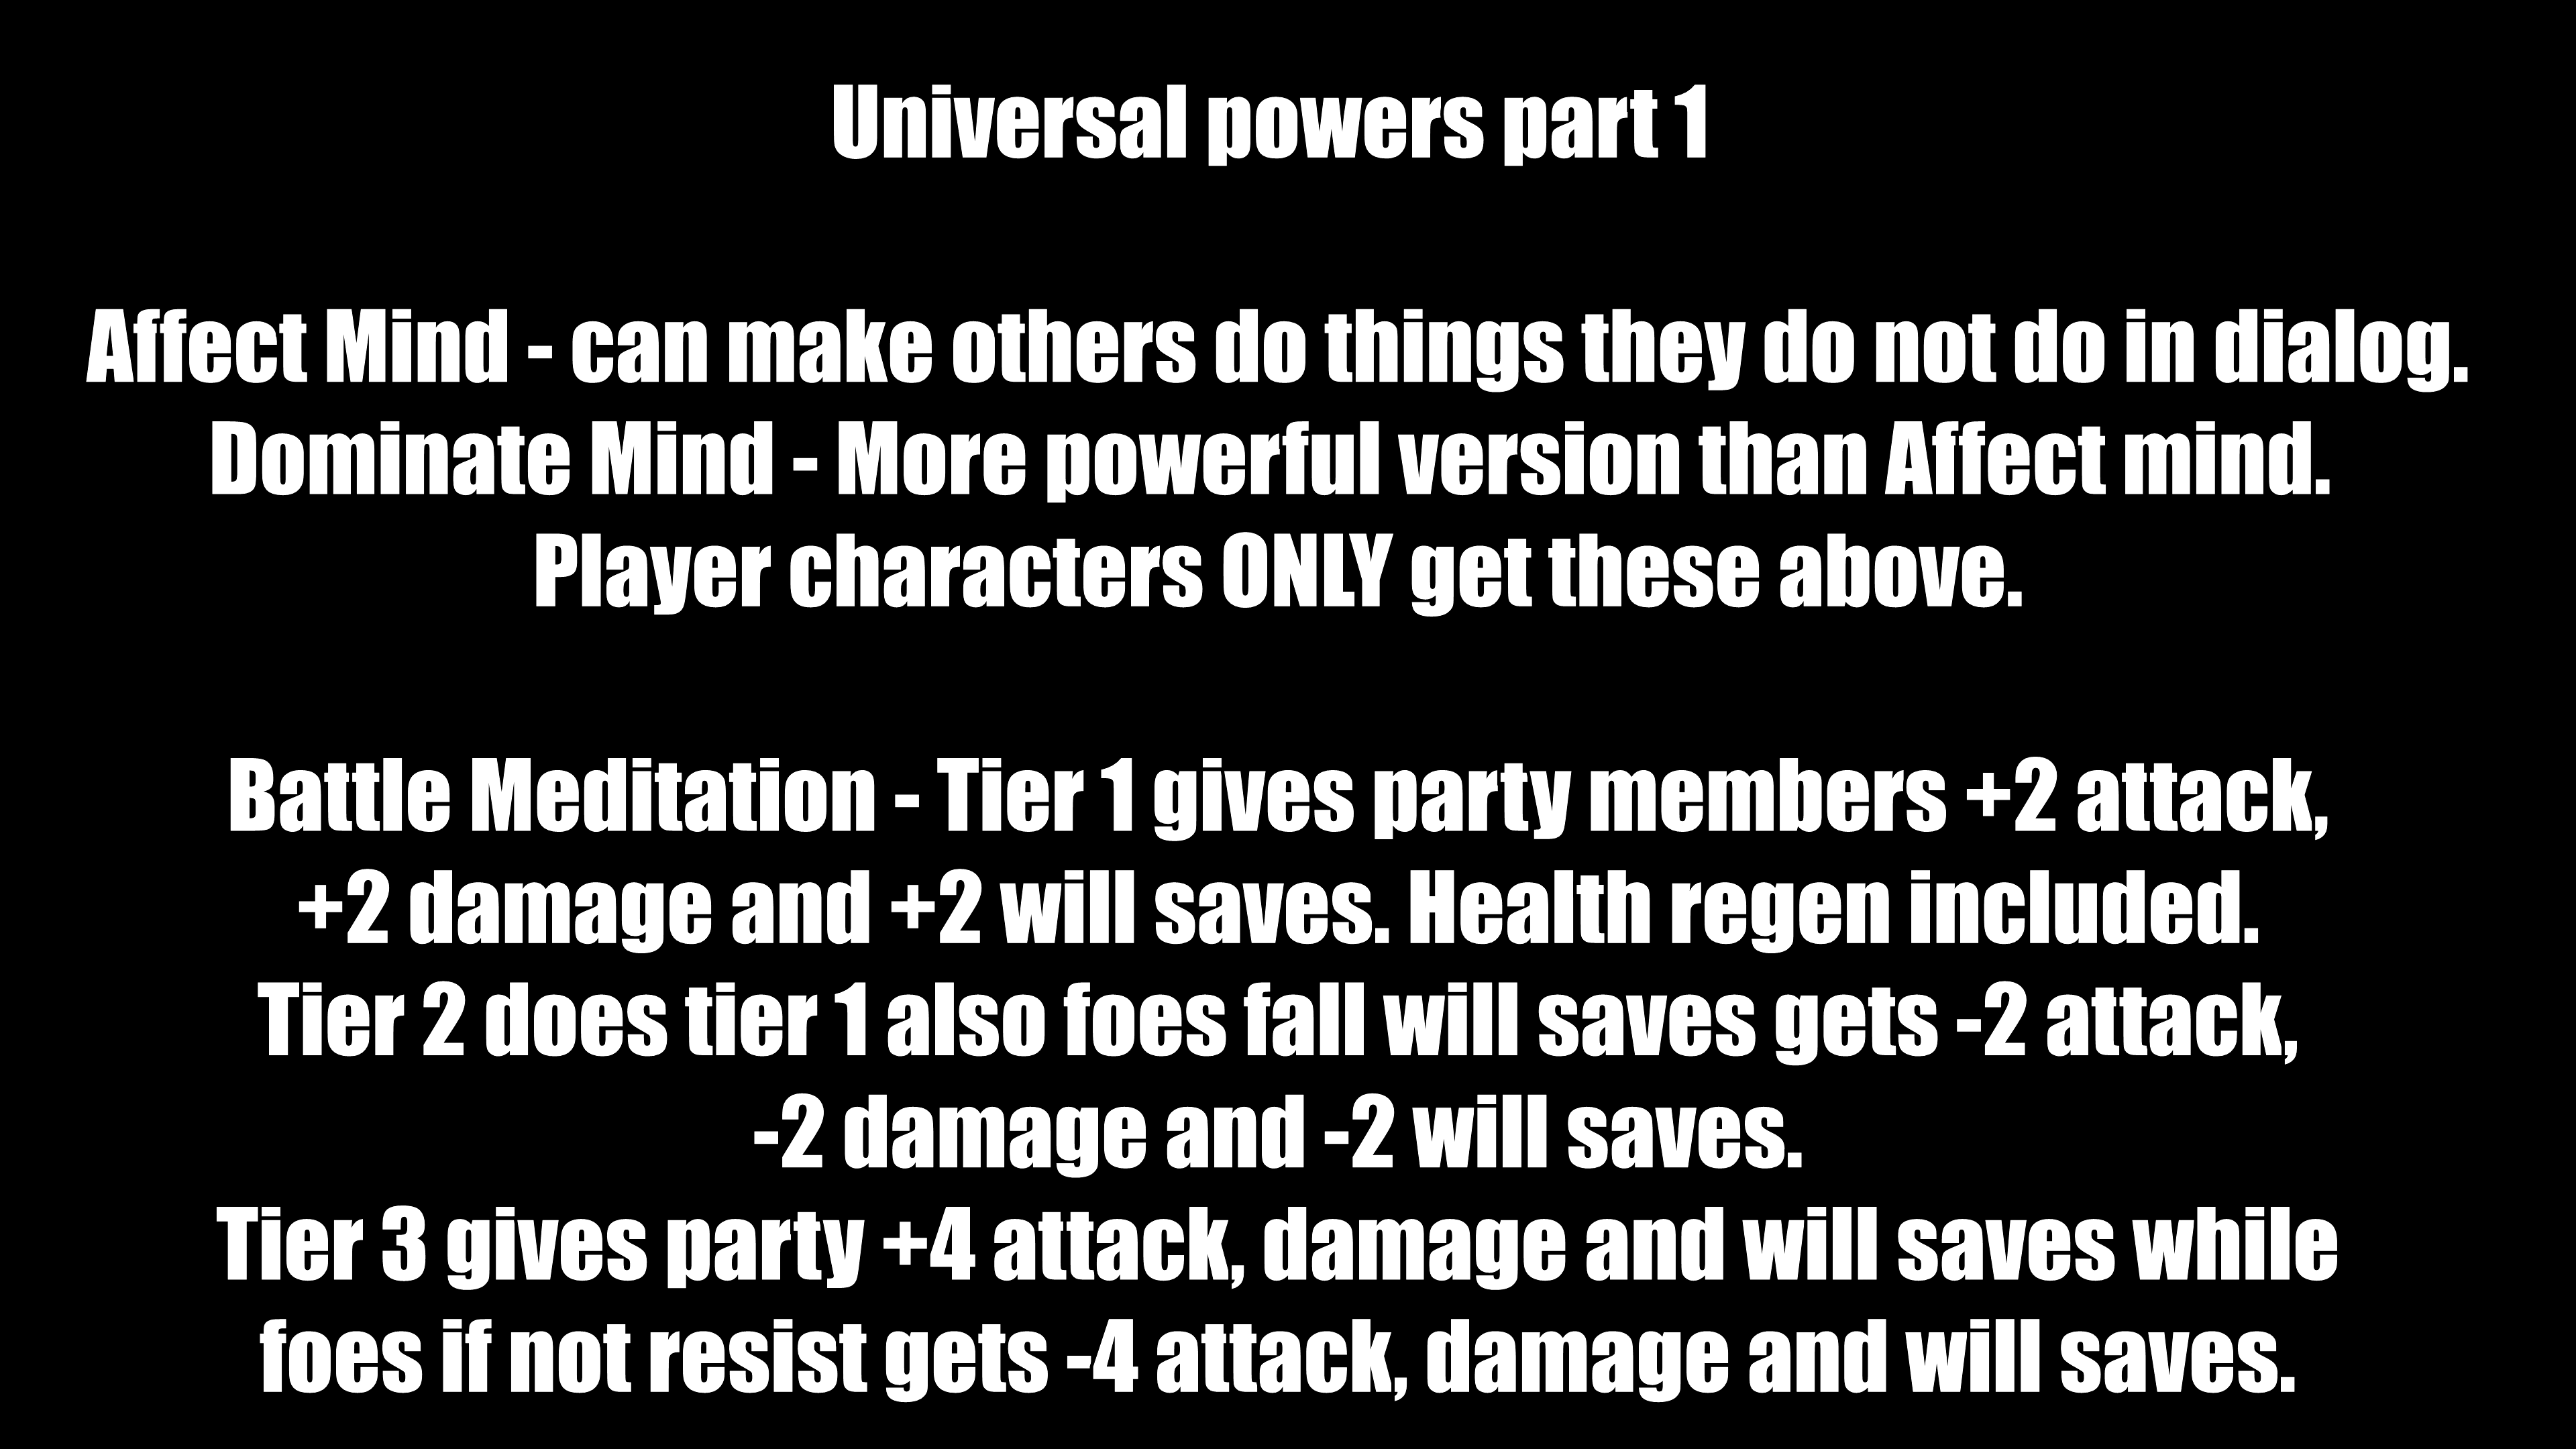 Universal powers part 1
Affect Mind - can make others do things they do not do in dialog.
Dominate Mind - More powerful version than Affect mind.
Player characters ONLY get these above.
Battle Meditation - Tier 1 gives party members +2 attack,
+2 damage and +2 will saves. Health regen included.
Tier 2 does tier 1 also foes fall will saves gets -2 attack,
-2 damage and -2 will saves.
Tier 3 gives party +4 attack, damage and will saves while
foes if not resist gets -4 attack, damage and will saves.